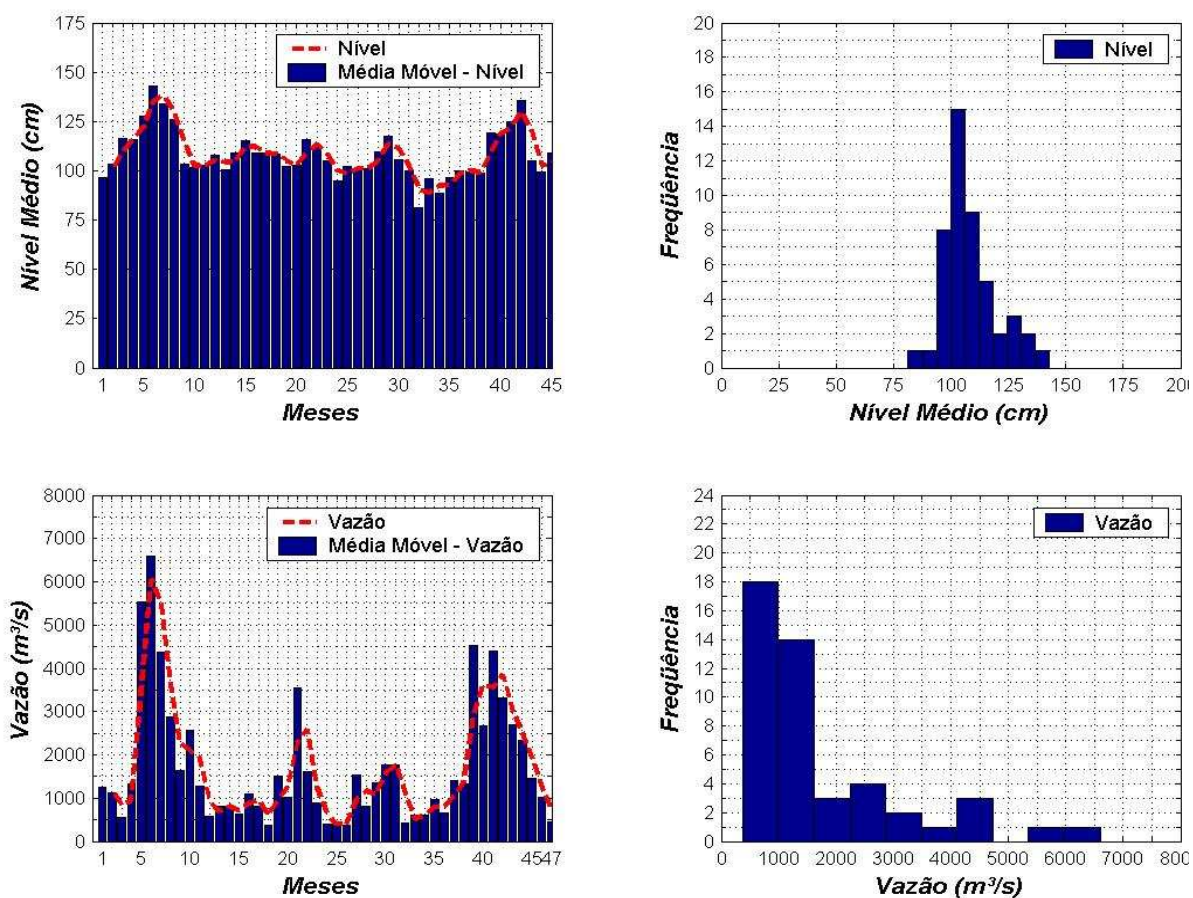 175
150
125
100
75
50
25
0
Nível Médio (cm)
Nível
Média Móvel - Nível
1 5 10 15 20 25 30 35 40 45
Meses
20
18
16
14
12
10
8
6
4
2
0
Freqüência
Nível
0 25 50 75 100 125 150 175 200
Nível Médio (cm)
8000
7000
6000
5000
4000
3000
2000
1000
0
Vazão (m³/s)
Vazão
Média Móvel - Vazão
1 5 10 15 20 25 30 35 40 4547
Meses
24
22
20
18
16
14
12
10
8
6
4
2
0
Freqüência
Vazão
0 1000 2000 3000 4000 5000 6000 7000 800
Vazão (m³/s)